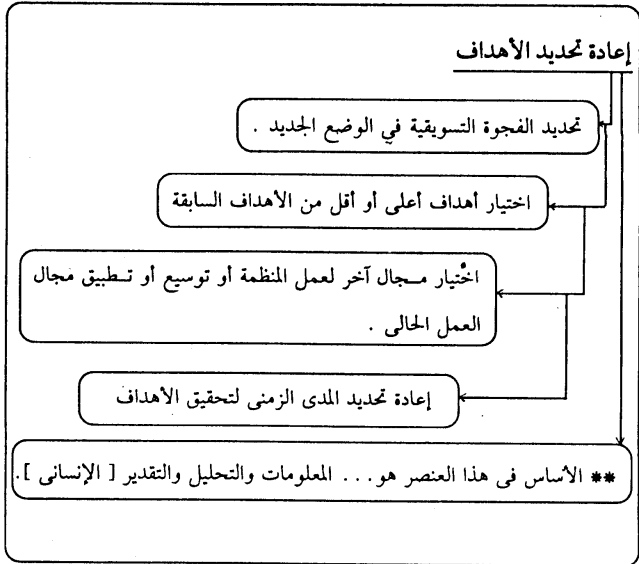 إعادة تحديد الأهداف
تحديد الفجوة التسويقية في الوضع الجديد .
اختيار أهداف أعلى أو أقل من الأهداف السابقة
اختيار مجال آخر لعمل المنظمة أو توسيع أو تطبيق مجال
العمل الحالى .
إعادة تحديد المدى الزمنى لتحقيق الأهداف
** الأساس فى هذا العنصر هو ... المعلومات والتحليل والتقدير [ الإنسانى ].